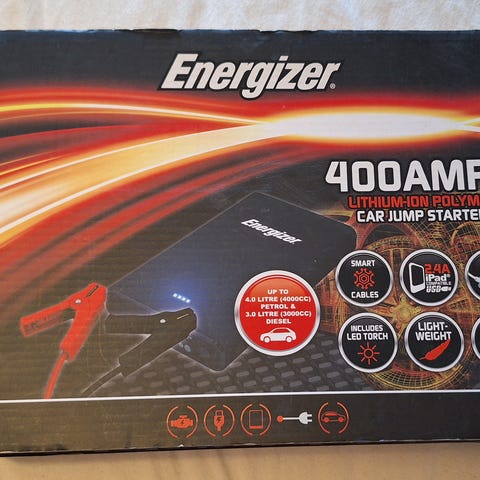 Energizer®
400AMP
LITHIUM-ION POLYM
CAR JUMP STARTE
Energizer
SMART
CABLES
2.4A
iPad®
COMPATIBLE
USB
UP TO
4.0 LITRE (4000CC)
PETROL &
3.0 LITRE (3000CC)
DIESEL
INCLUDES
LED TORCH
LIGHT-
WEIGHT